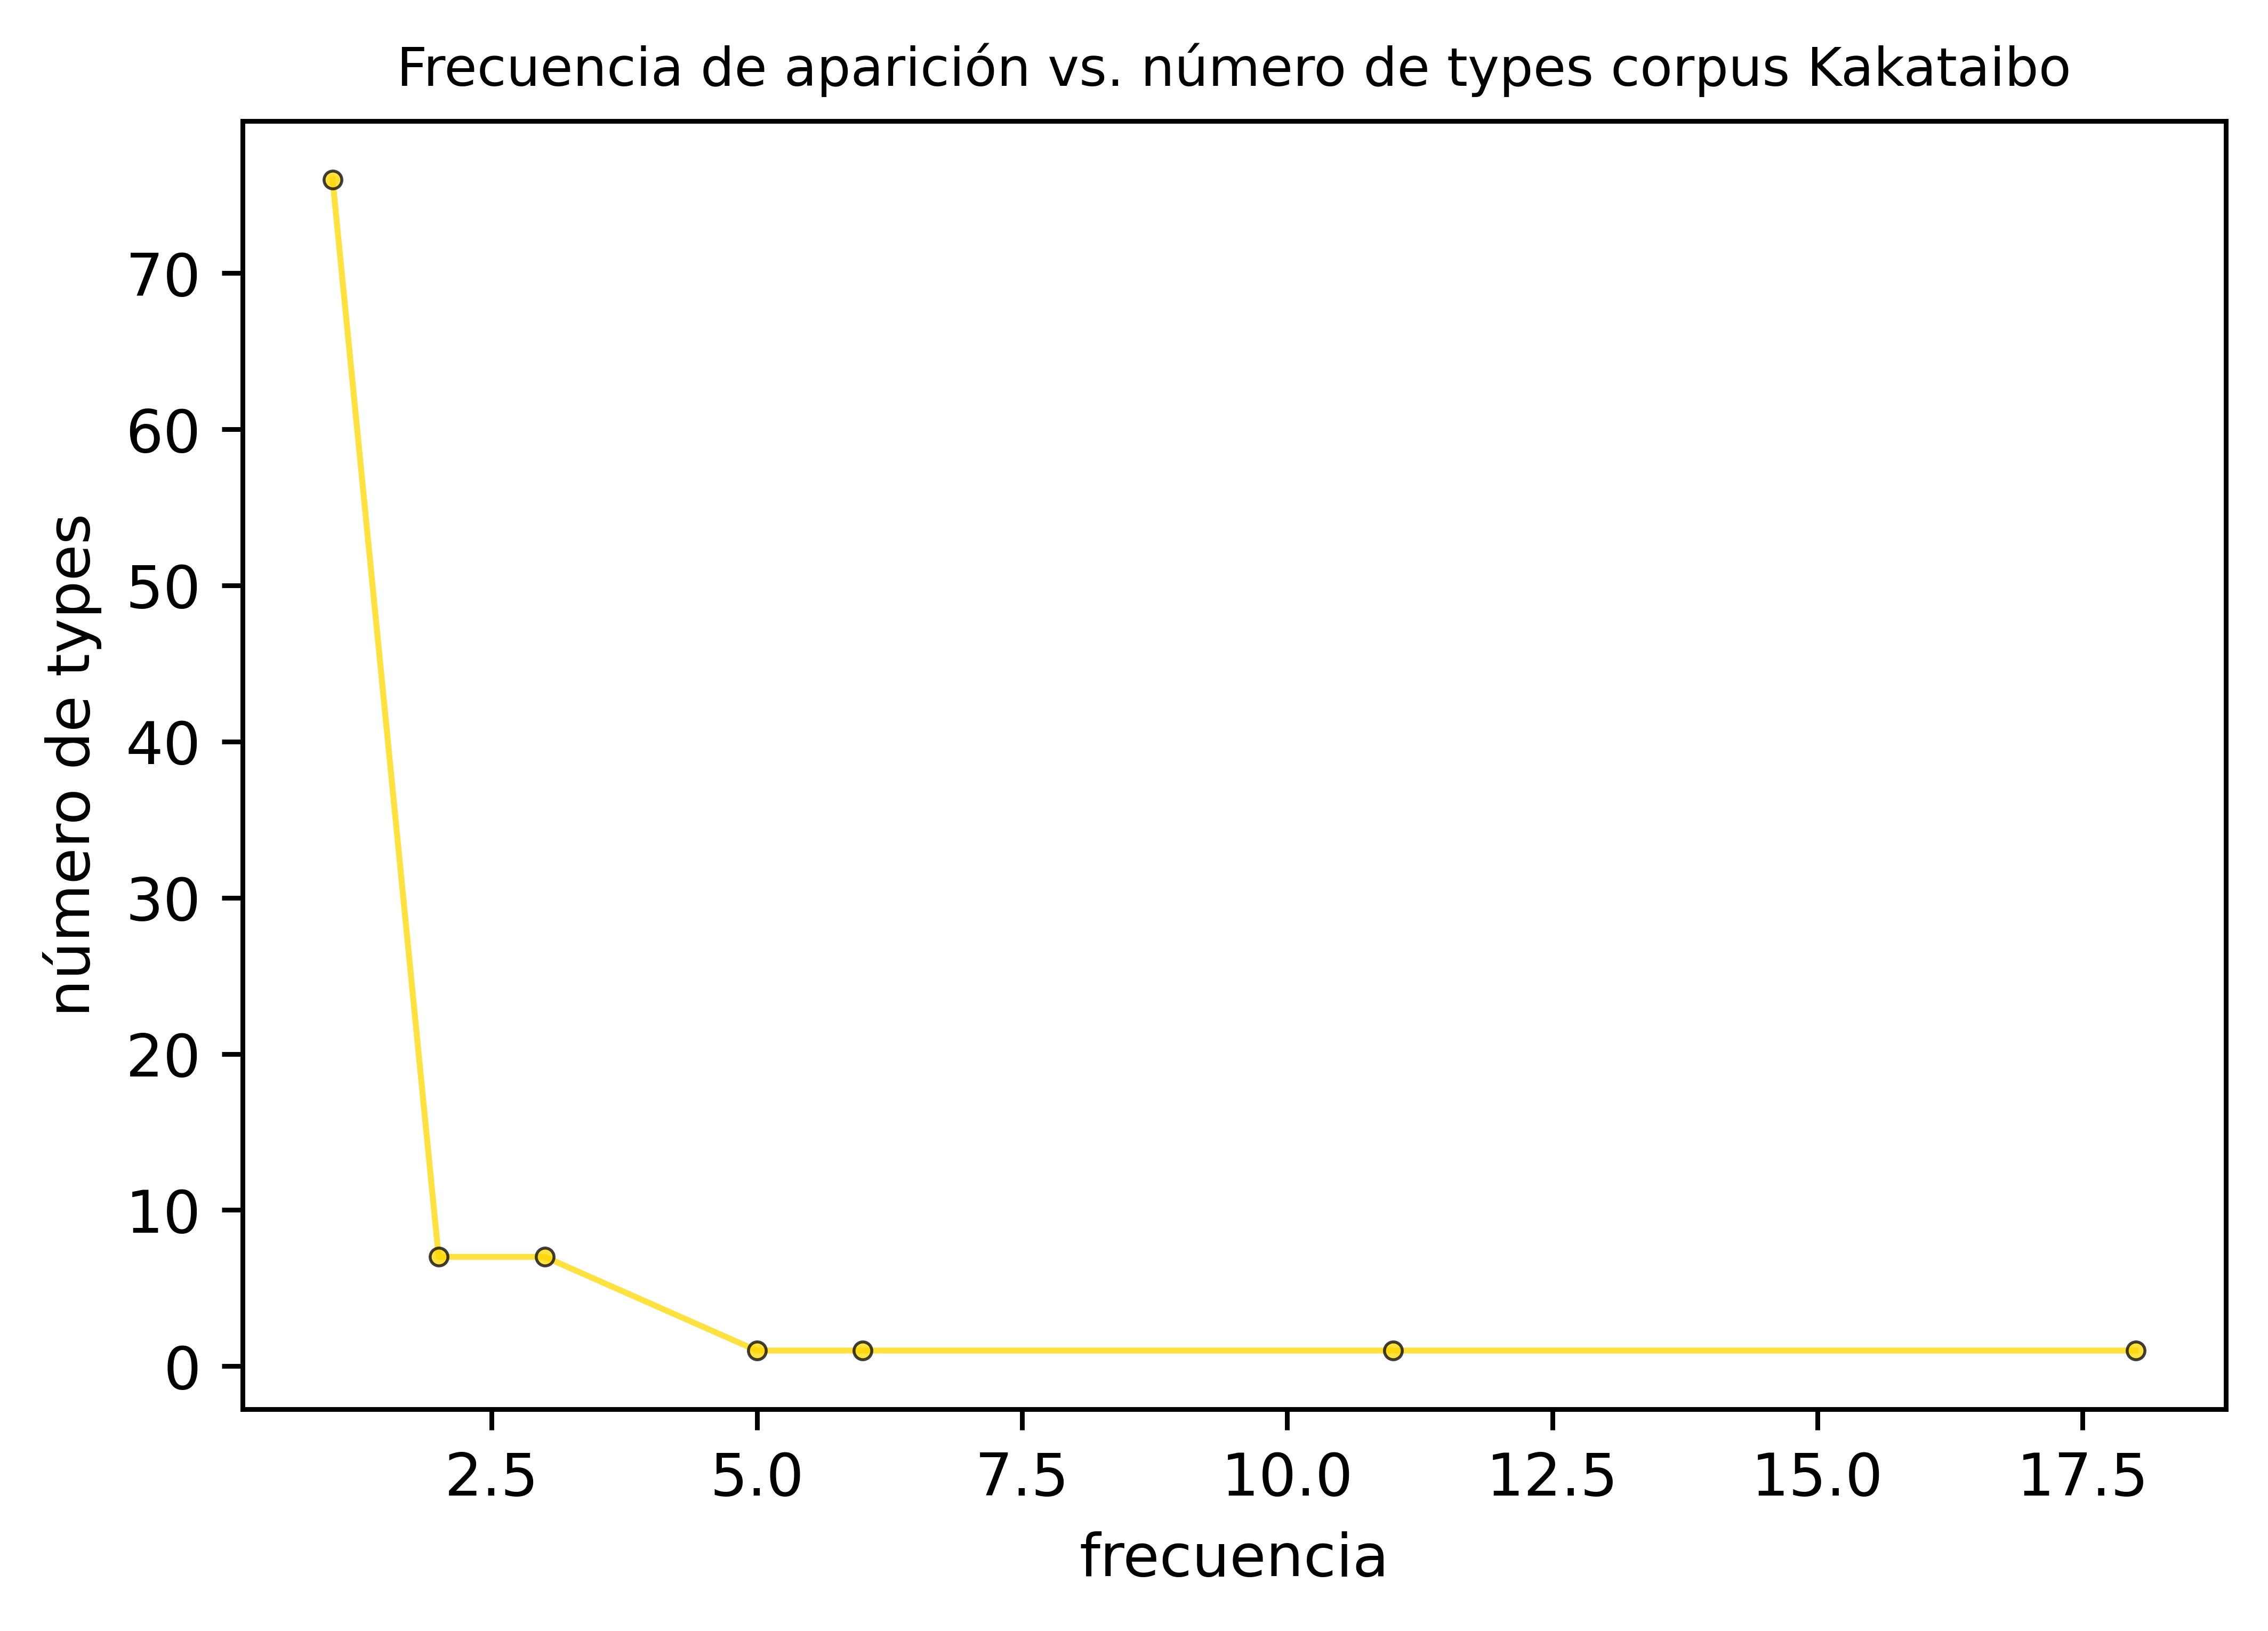 Frecuencia de aparición vs. número de types corpus Kakataibo
número de types
70
60
50
40
30
20
10
0
2.5 5.0 7.5 10.0 12.5 15.0 17.5
frecuencia